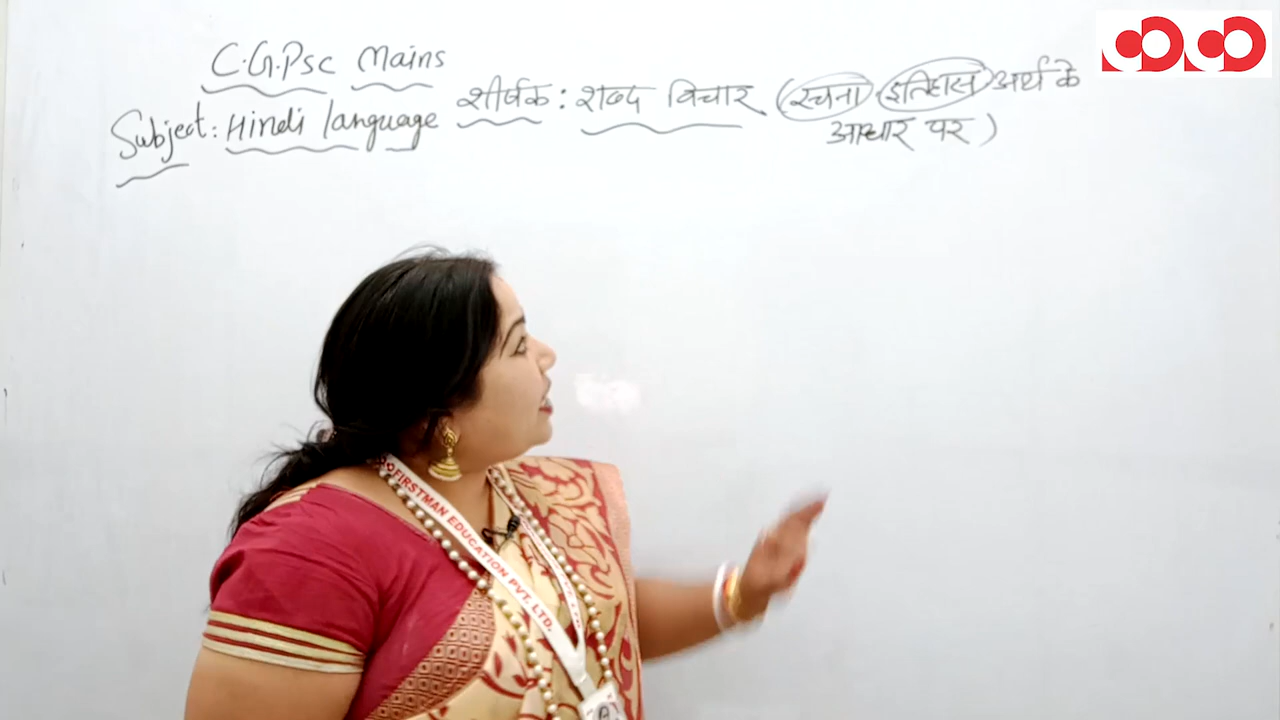 C.G.Psc Mains
Subject: Hindi language
शीर्षक: शब्द विचार (रचना इतिहास अर्थ के
आधार पर)
FIRSTMAN EDUCATION PVT. LTD.